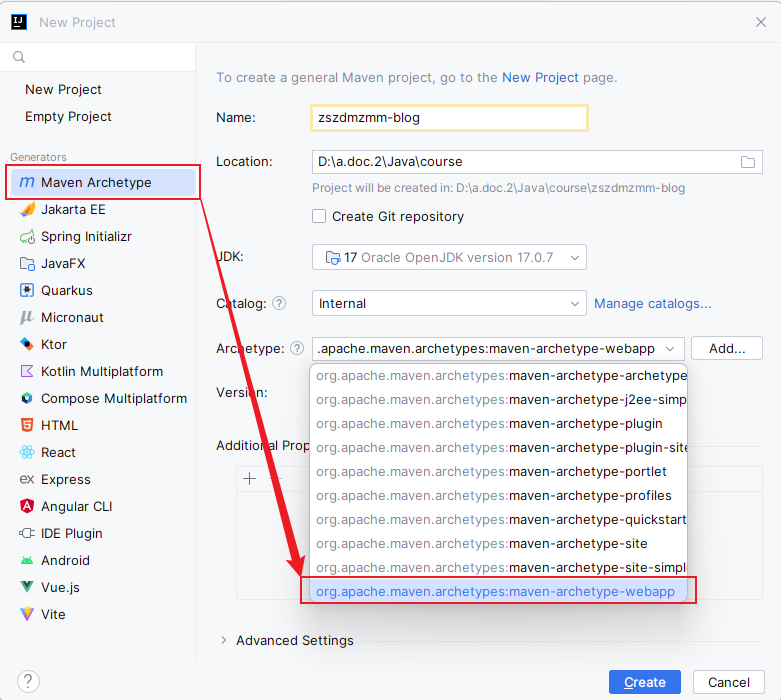 New Project
New Project
Empty Project
Generators
Maven Archetype
Jakarta EE
Spring Initializr
JavaFX
Quarkus
Micronaut
Ktor
Kotlin Multiplatform
Compose Multiplatform
HTML
React
ex Express
Angular CLI
IDE Plugin
Android
Vue.js
Vite
?
To create a general Maven project, go to the New Project page.
Name: zszdmzmm-blog
Location: D:\a.doc.2\Java\course
Project will be created in: D:\a.doc.2\Java\course\zszdmzmm-blog
Create Git repository
JDK: 17 Oracle OpenJDK version 17.0.7
Catalog: ? Internal Manage catalogs...
Archetype: ? .apache.maven.archetypes:maven-archetype-webapp Add...
org.apache.maven.archetypes:maven-archetype-archetype
Version:
org.apache.maven.archetypes:maven-archetype-j2ee-simp
org.apache.maven.archetypes:maven-archetype-plugin
Additional Prop
org.apache.maven.archetypes:maven-archetype-plugin-site
org.apache.maven.archetypes:maven-archetype-portlet
org.apache.maven.archetypes:maven-archetype-profiles
org.apache.maven.archetypes:maven-archetype-quickstart
org.apache.maven.archetypes:maven-archetype-site
org.apache.maven.archetypes:maven-archetype-site-simpl
org.apache.maven.archetypes:maven-archetype-webapp
Advanced Settings
Create Cancel